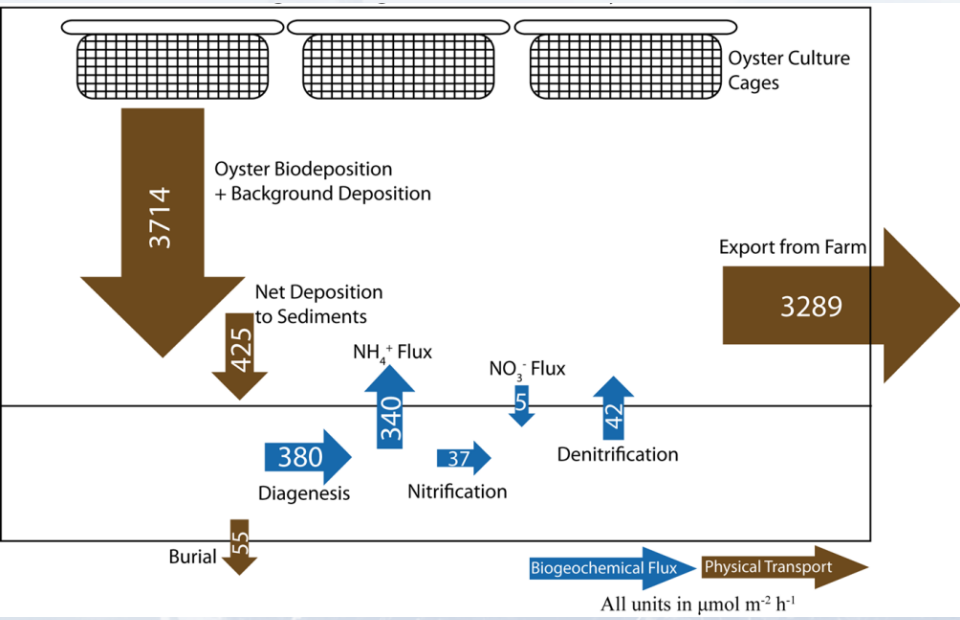 Oyster Culture
Cages
Oyster Biodeposition
+ Background Deposition
3714
Export from Farm
3289
Net Deposition
to Sediments
425
NH₄⁺ Flux
340
NO₃⁻ Flux
5
42
Denitrification
380
Diagenesis
37
Nitrification
Burial
55
Biogeochemical Flux
Physical Transport
All units in μmol m⁻² h⁻¹